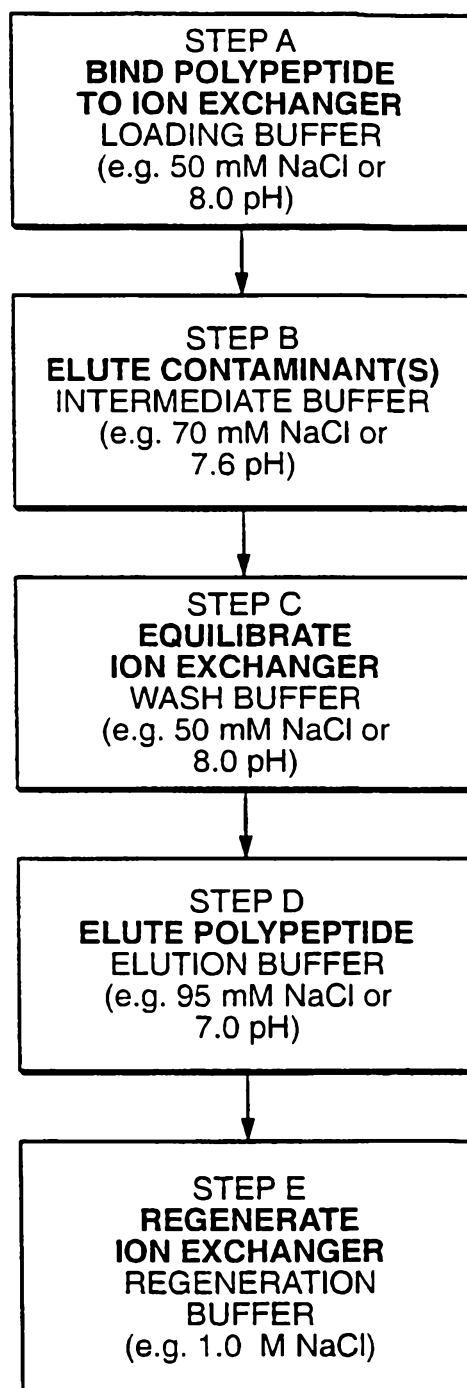 STEP A
BIND POLYPEPTIDE
TO ION EXCHANGER
LOADING BUFFER
(e.g. 50 mM NaCl or
8.0 pH)
STEP B
ELUTE CONTAMINANT(S)
INTERMEDIATE BUFFER
(e.g. 70 mM NaCl or
7.6 pH)
STEP C
EQUILIBRATE
ION EXCHANGER
WASH BUFFER
(e.g. 50 mM NaCl or
8.0 pH)
STEP D
ELUTE POLYPEPTIDE
ELUTION BUFFER
(e.g. 95 mM NaCl or
7.0 pH)
STEP E
REGENERATE
ION EXCHANGER
REGENERATION
BUFFER
(e.g. 1.0 M NaCl)